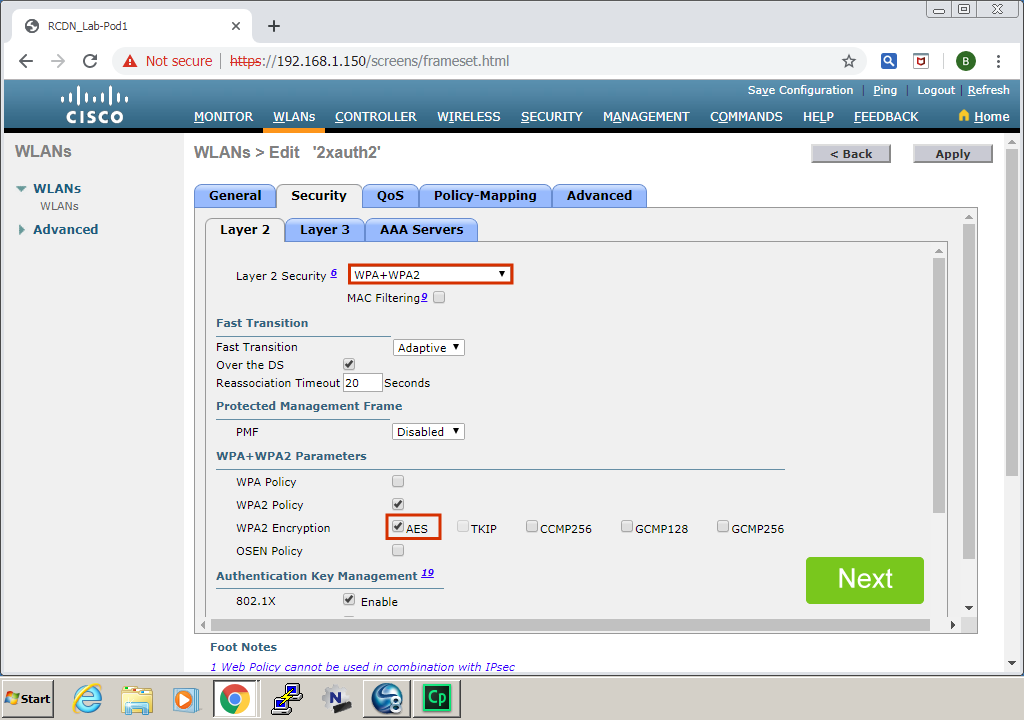 RCDN_Lab-Pod1
Not secure https://192.168.1.150/screens/frameset.html
B
Save Configuration | Ping | Logout | Refresh
CISCO
MONITOR WLANs CONTROLLER WIRELESS SECURITY MANAGEMENT COMMANDS HELP FEEDBACK Home
WLANs
WLANs
WLANs
Advanced
WLANs > Edit '2xauth2'
< Back
Apply
General Security QoS Policy-Mapping Advanced
Layer 2 Layer 3 AAA Servers
Layer 2 Security 6 WPA+WPA2
MAC Filtering9
Fast Transition
Fast Transition Adaptive
Over the DS
Reassociation Timeout 20 Seconds
Protected Management Frame
PMF Disabled
WPA+WPA2 Parameters
WPA Policy
WPA2 Policy
WPA2 Encryption AES TKIP CCMP256 GCMP128 GCMP256
OSEN Policy
Authentication Key Management 19
802.1X Enable
Next
Foot Notes
1 Web Policy cannot be used in combination with IPsec
Start
N
Cp